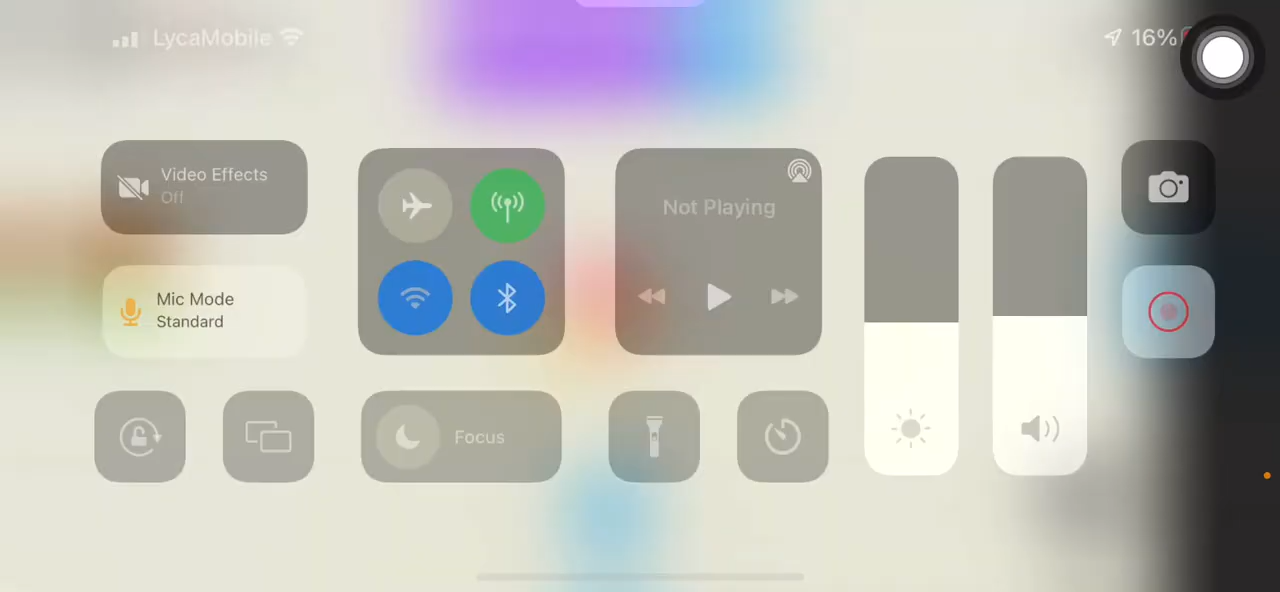 LycaMobile
16%
Video Effects
Off
Mic Mode
Standard
Not Playing
Focus